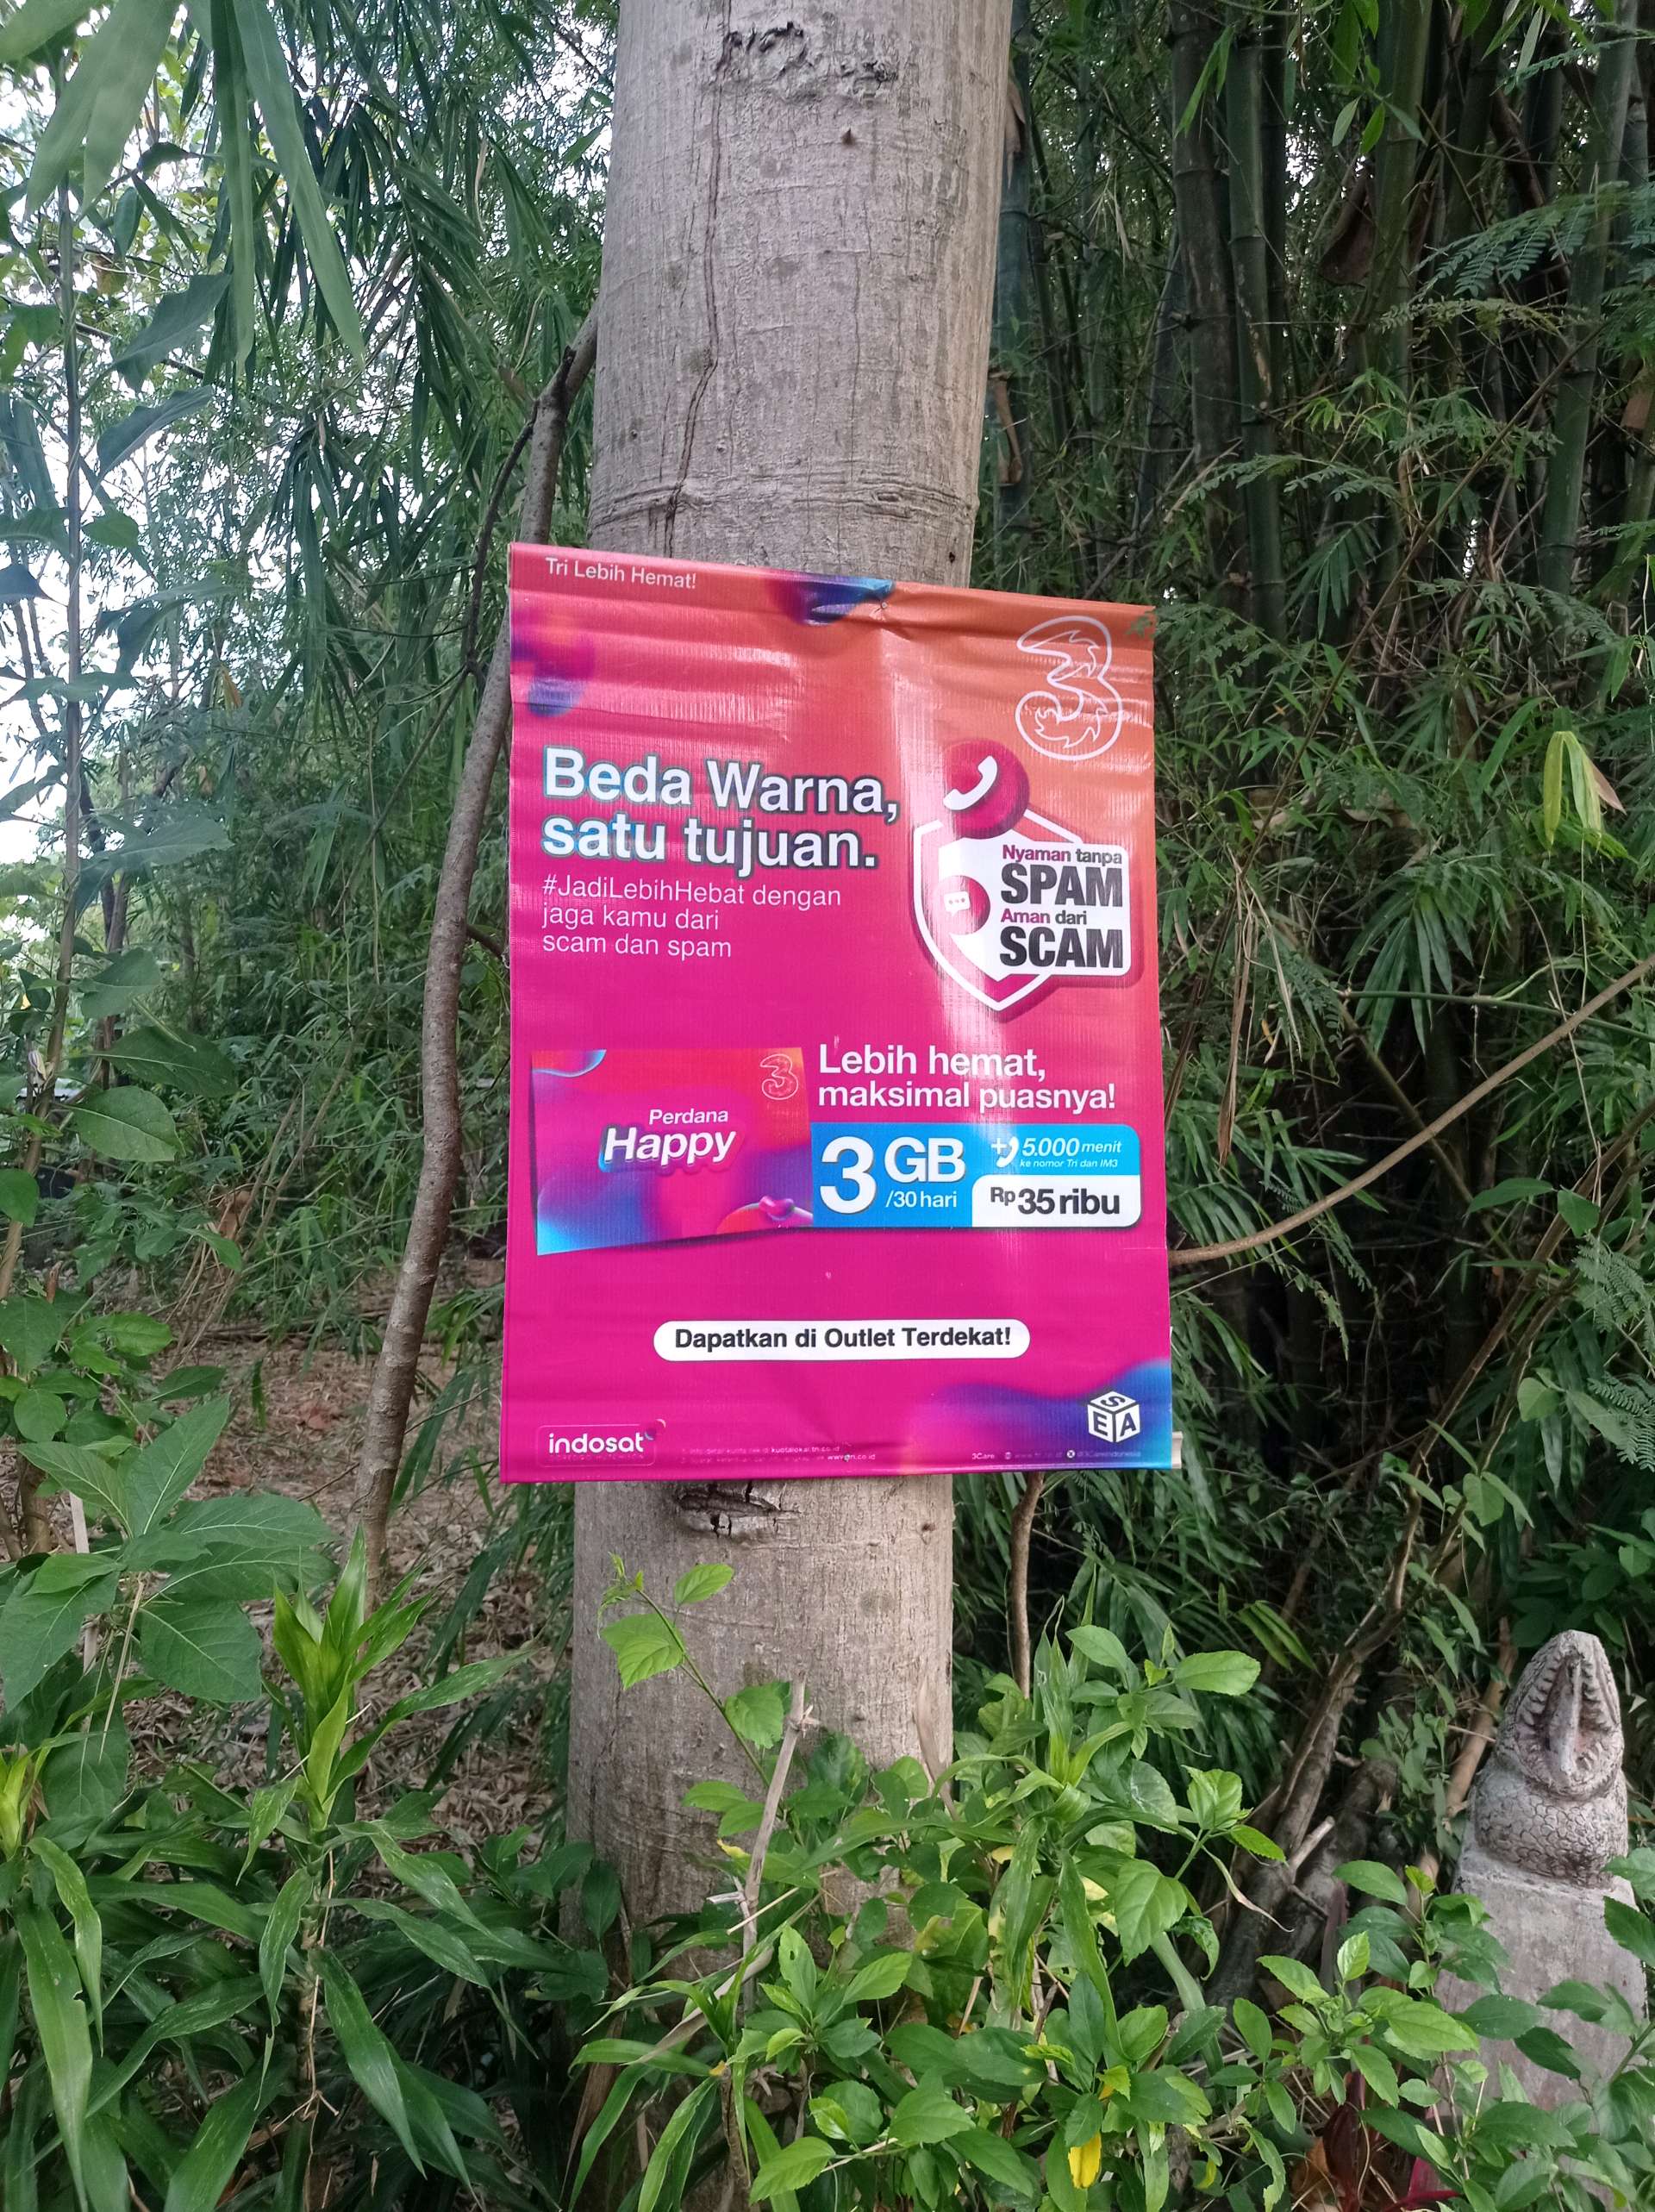 Tri Lebih Hemat!
3
Beda Warna,
satu tujuan.
#JadiLebihHebat dengan
jaga kamu dari
scam dan spam
Nyaman tanpa
SPAM
Aman dari
SCAM
3
Perdana
Happy
Lebih hemat,
maksimal puasnya!
3 GB
/30 hari
+ 5.000 menit
ke nomor Tri dan IM3
Rp 35 ribu
Dapatkan di Outlet Terdekat!
SEA
indosat
3Care